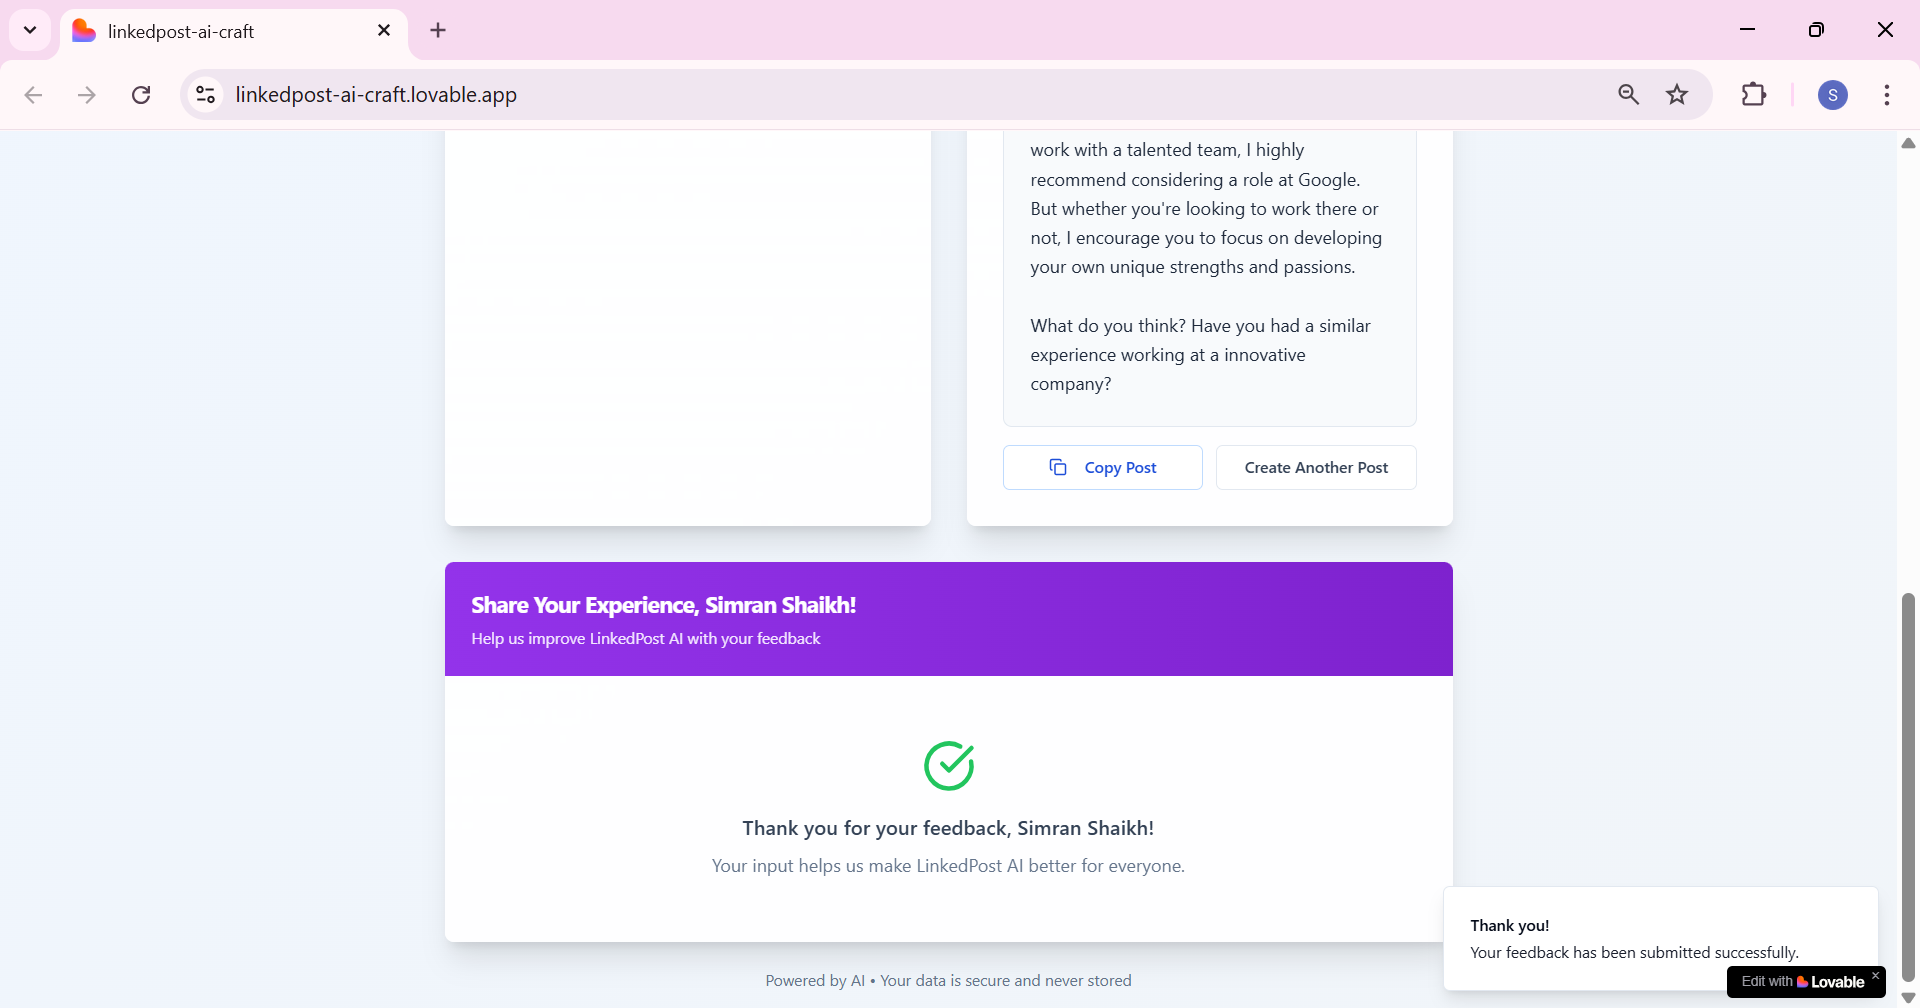 linkedpost-ai-craft
linkedpost-ai-craft.lovable.app
S
work with a talented team, I highly
recommend considering a role at Google.
But whether you're looking to work there or
not, I encourage you to focus on developing
your own unique strengths and passions.
What do you think? Have you had a similar
experience working at a innovative
company?
Copy Post
Create Another Post
Share Your Experience, Simran Shaikh!
Help us improve LinkedPost AI with your feedback
Thank you for your feedback, Simran Shaikh!
Your input helps us make LinkedPost AI better for everyone.
Thank you!
Your feedback has been submitted successfully.
Edit with Lovable
Powered by AI • Your data is secure and never stored